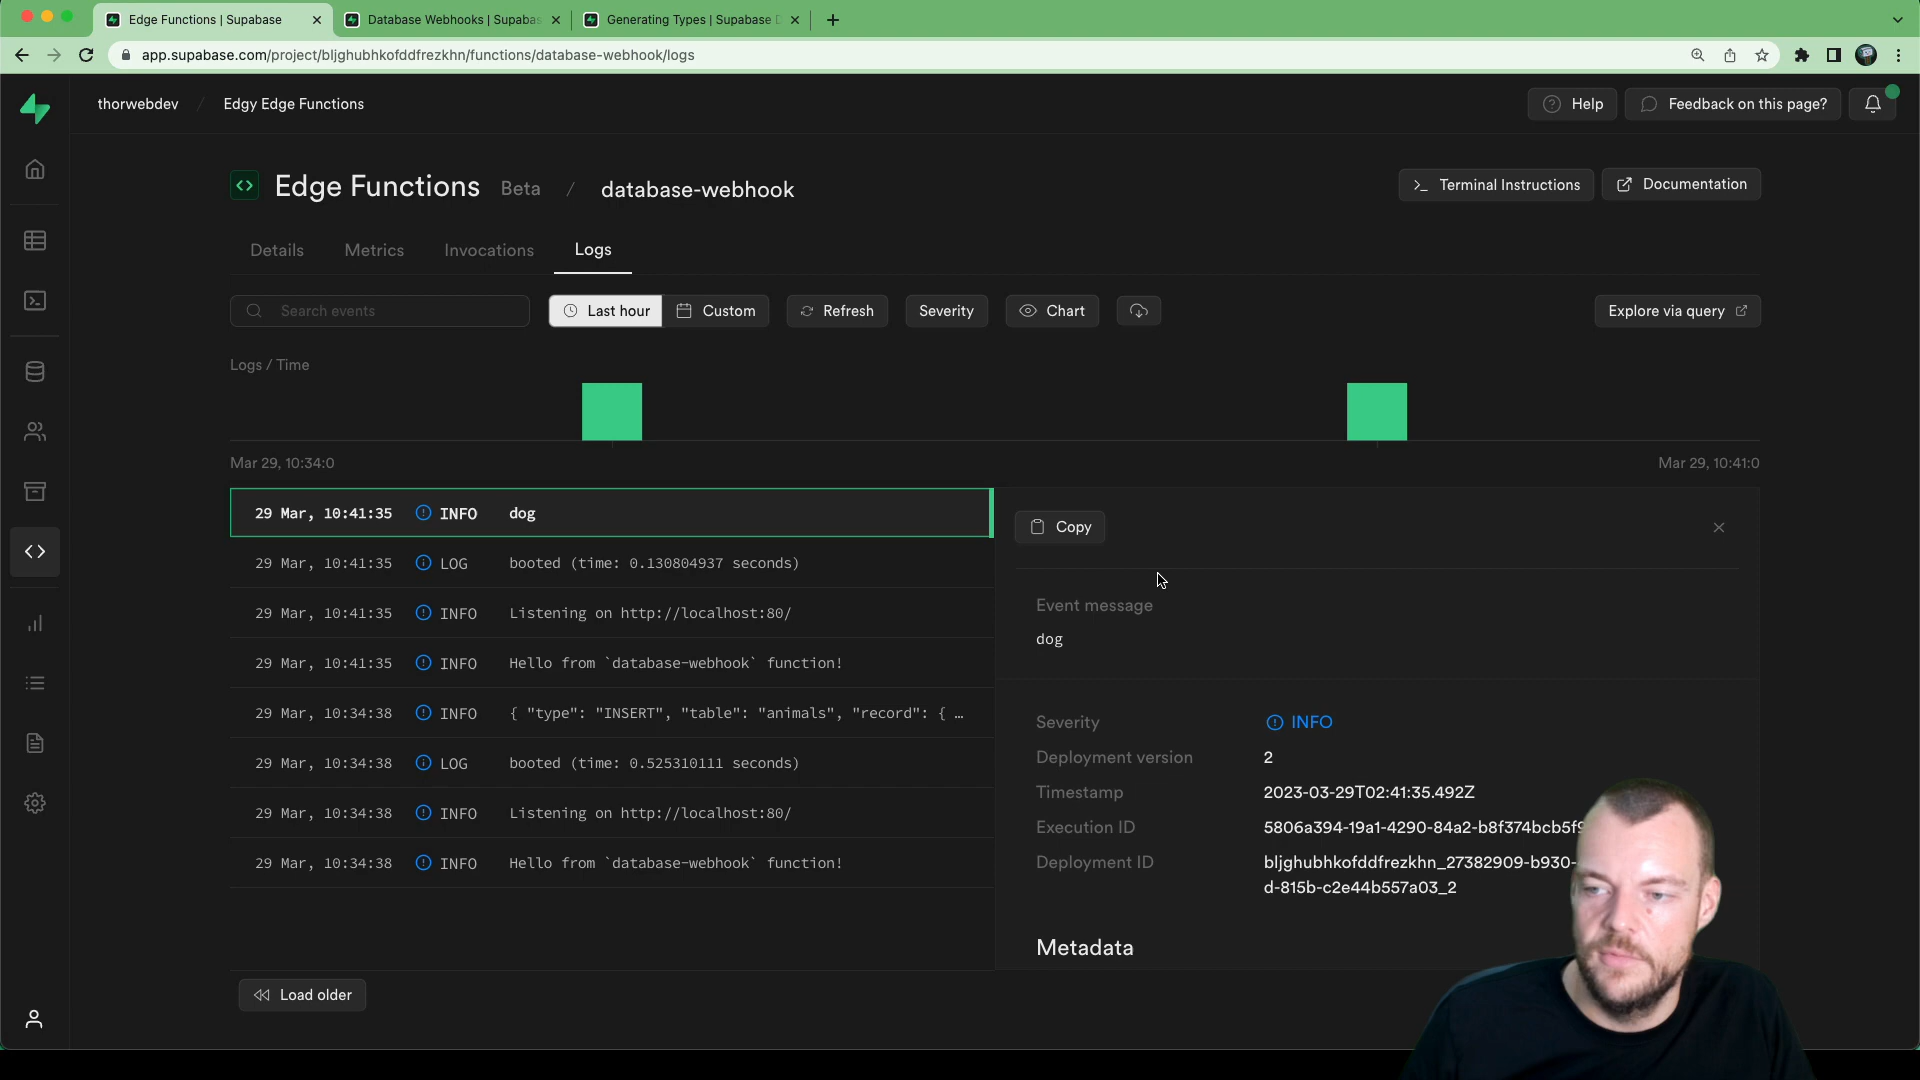 Edge Functions | Supabase
Database Webhooks | Supabas
Generating Types | Supabase D
app.supabase.com/project/bljghubhkofddfrezkhn/functions/database-webhook/logs
thorwebdev / Edgy Edge Functions
Help
Feedback on this page?
Edge Functions Beta / database-webhook
Terminal Instructions
Documentation
Details
Metrics
Invocations
Logs
Search events
Last hour
Custom
Refresh
Severity
Chart
Explore via query
Logs / Time
Mar 29, 10:34:0
Mar 29, 10:41:0
29 Mar, 10:41:35 INFO dog
29 Mar, 10:41:35 LOG booted (time: 0.130804937 seconds)
29 Mar, 10:41:35 INFO Listening on http://localhost:80/
29 Mar, 10:41:35 INFO Hello from `database-webhook` function!
29 Mar, 10:34:38 INFO { "type": "INSERT", "table": "animals", "record": { …
29 Mar, 10:34:38 LOG booted (time: 0.525310111 seconds)
29 Mar, 10:34:38 INFO Listening on http://localhost:80/
29 Mar, 10:34:38 INFO Hello from `database-webhook` function!
Load older
Copy
Event message
dog
Severity INFO
Deployment version 2
Timestamp 2023-03-29T02:41:35.492Z
Execution ID 5806a394-19a1-4290-84a2-b8f374bcb5f9
Deployment ID bljghubhkofddfrezkhn_27382909-b930-
d-815b-c2e44b557a03_2
Metadata